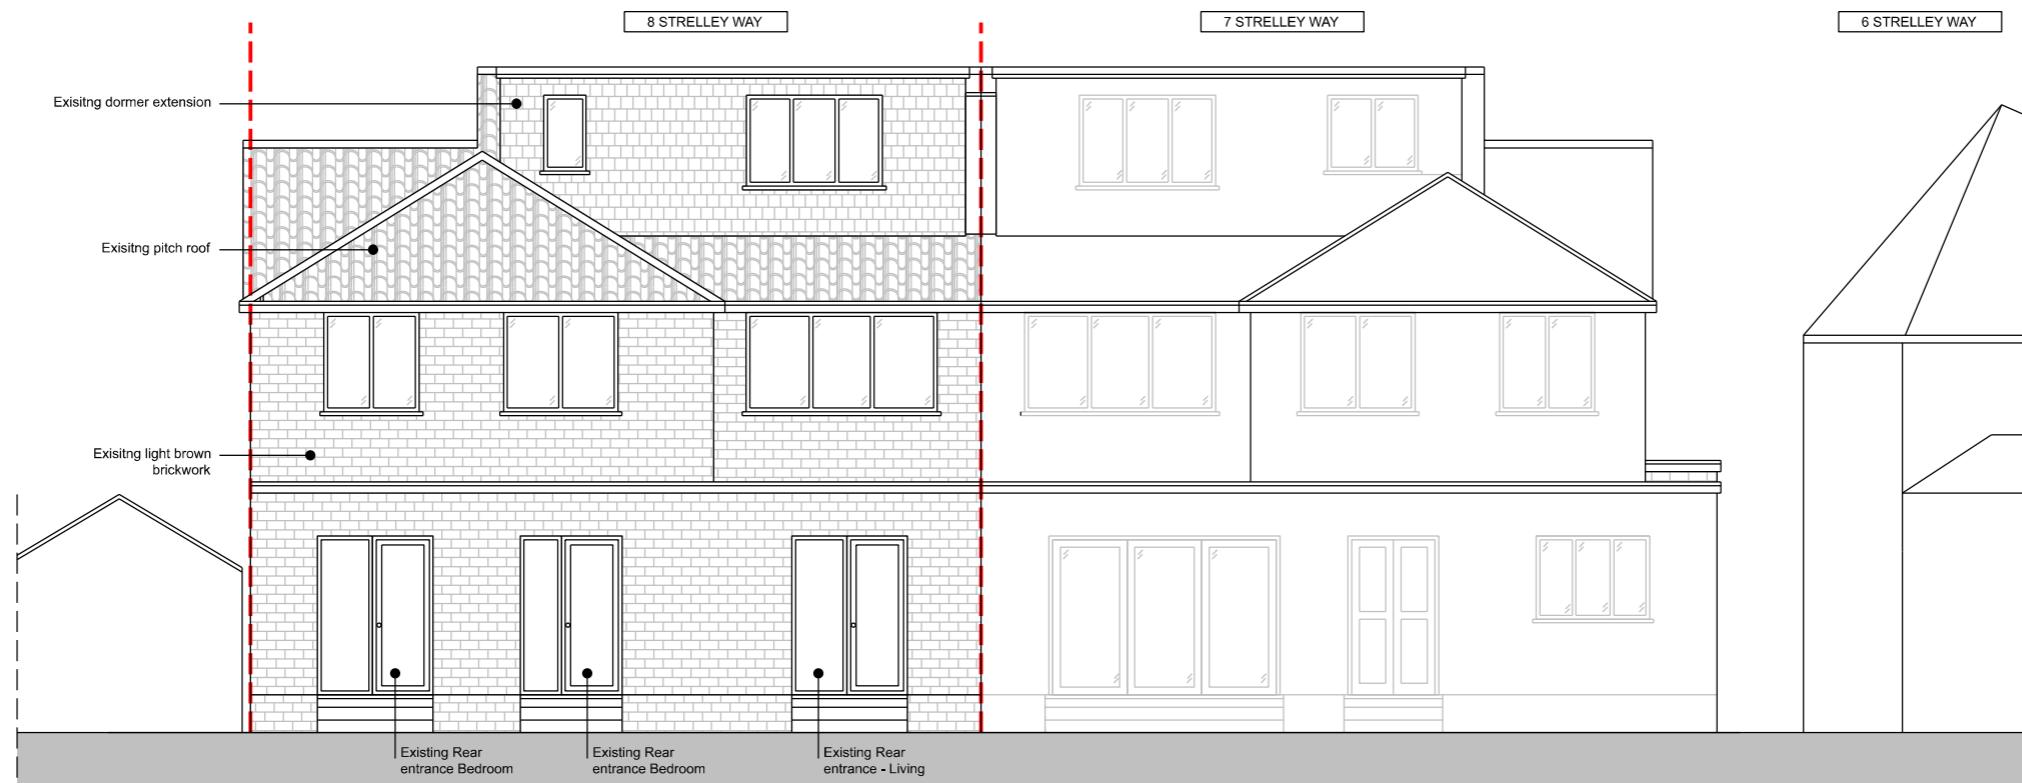 8 STRELLEY WAY
7 STRELLEY WAY
6 STRELLEY WAY
Exisitng dormer extension
Exisitng pitch roof
Exisitng light brown
brickwork
Existing Rear
entrance Bedroom
Existing Rear
entrance Bedroom
Existing Rear
entrance - Living